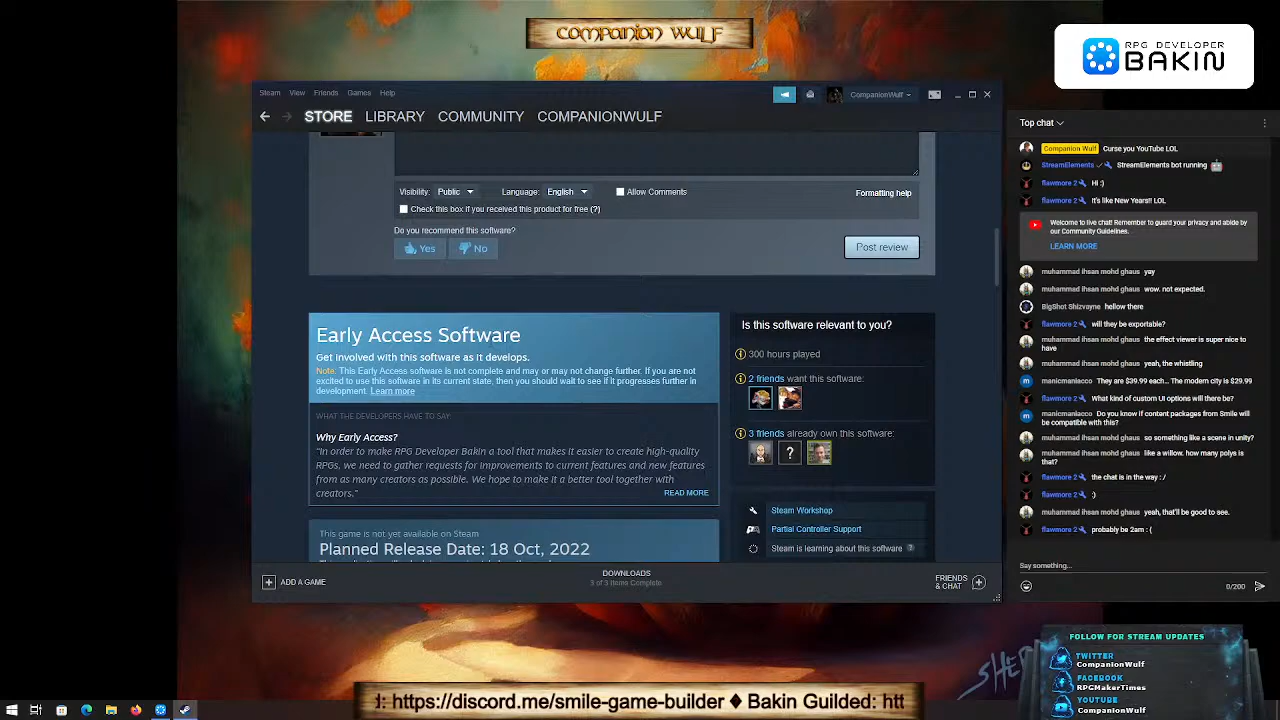 COMPANION WULF
RPG DEVELOPER
BAKIN
Steam View Friends Games Help
CompanionWulf
STORE LIBRARY COMMUNITY COMPANIONWULF
Visibility: Public Language: English Allow Comments Formatting help
Check this box if you received this product for free (?)
Do you recommend this software?
Yes No Post review
Early Access Software
Get involved with this software as it develops.
Note: This Early Access software is not complete and may or may not change further. If you are not
excited to use this software in its current state, then you should wait to see if it progresses further in
development. Learn more
WHAT THE DEVELOPERS HAVE TO SAY:
Why Early Access?
"In order to make RPG Developer Bakin a tool that makes it easier to create high-quality
RPGs, we need to gather requests for improvements to current features and new features
from as many creators as possible. We hope to make it a better tool together with
creators."
READ MORE
This game is not yet available on Steam
Planned Release Date: 18 Oct, 2022
Is this software relevant to you?
300 hours played
2 friends want this software:
3 friends already own this software:
?
Steam Workshop
Partial Controller Support
Steam is learning about this software ?
ADD A GAME
DOWNLOADS
3 of 3 Items Complete
FRIENDS
& CHAT
Top chat
Companion Wulf Curse you YouTube LOL
StreamElements StreamElements bot running
flawmore 2 Hi :)
flawmore 2 It's like New Years!! LOL
Welcome to live chat! Remember to guard your privacy and abide by
our Community Guidelines.
LEARN MORE
muhammad ihsan mohd ghaus yay
muhammad ihsan mohd ghaus wow. not expected.
BigShot Shizvayne hellow there
flawmore 2 will they be exportable?
muhammad ihsan mohd ghaus the effect viewer is super nice to
have
muhammad ihsan mohd ghaus yeah, the whistling
manicmaniacco They are $39.99 each... The modern city is $29.99
flawmore 2 What kind of custom UI options will there be?
manicmaniacco Do you know if content packages from Smile will
be compatible with this?
muhammad ihsan mohd ghaus so something like a scene in unity?
muhammad ihsan mohd ghaus like a willow. how many polys is
that?
flawmore 2 the chat is in the way :/
flawmore 2 :)
muhammad ihsan mohd ghaus yeah, that'll be good to see.
flawmore 2 probably be 2am : (
Say something...
0/200
FOLLOW FOR STREAM UPDATES
TWITTER
CompanionWulf
FACEBOOK
RPGMakerTimes
YOUTUBE
CompanionWulf
SHER
: https://discord.me/smile-game-builder ♦ Bakin Guilded: htt